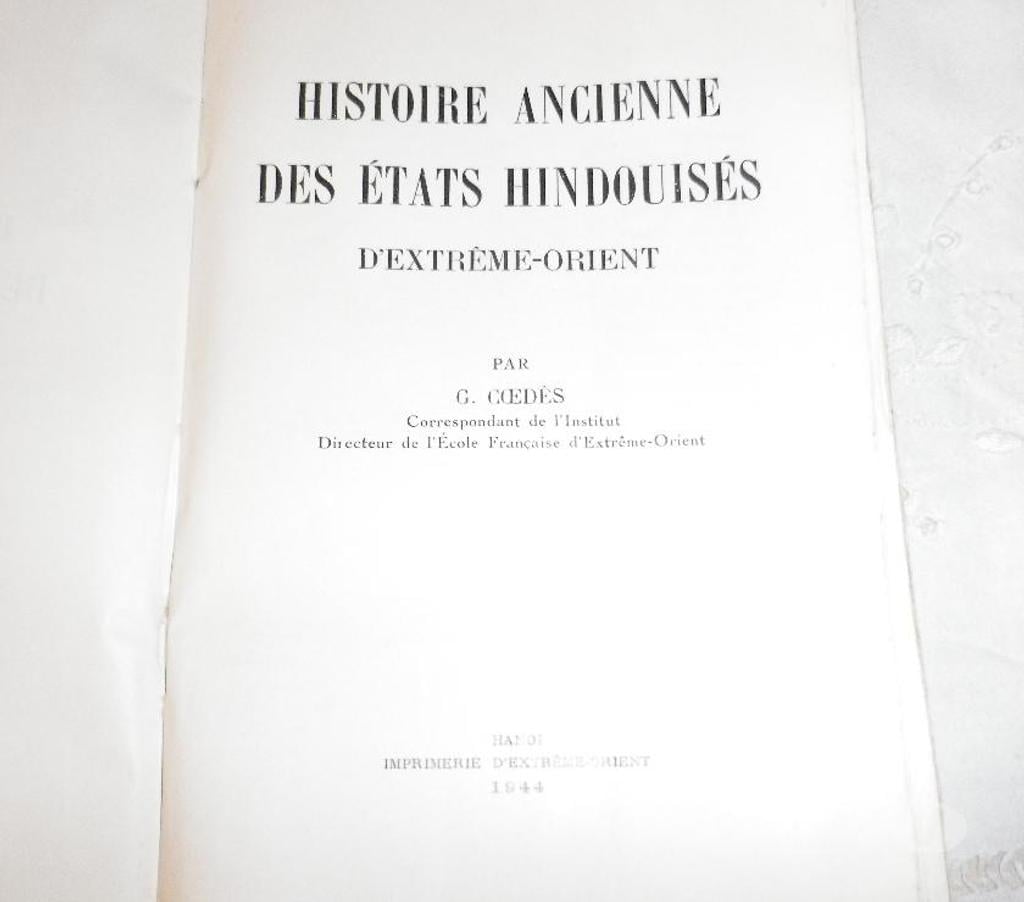 HISTOIRE ANCIENNE
DES ÉTATS HINDOUISÉS
D'EXTRÊME-ORIENT
PAR
G. CŒDÈS
Correspondant de l'Institut
Directeur de l'École Française d'Extrême-Orient
HANOI
IMPRIMERIE D'EXTRÊME-ORIENT
1944